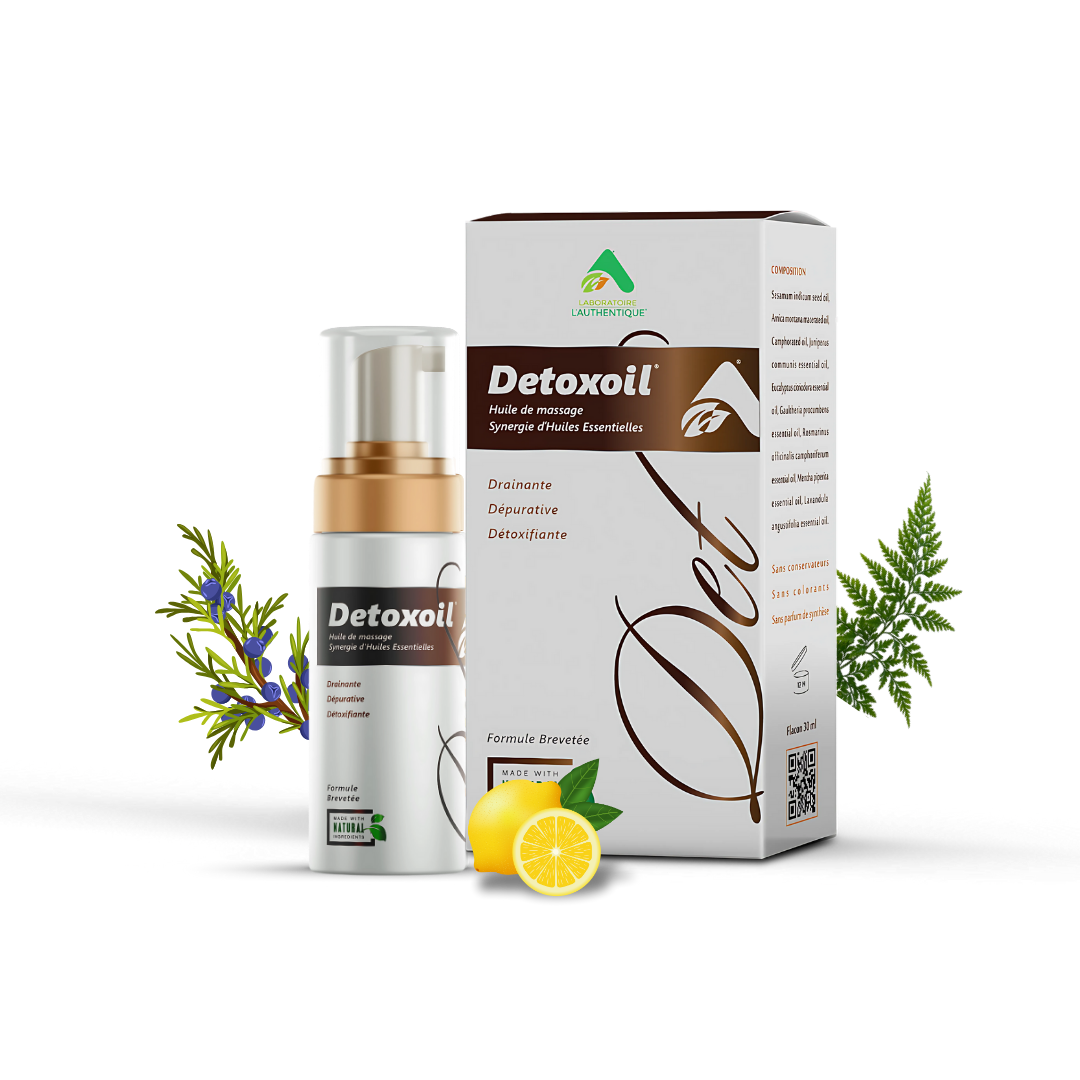 LABORATOIRE
L'AUTHENTIQUE®
Detoxoil®
Huile de massage
Synergie d'Huiles Essentielles
Drainante
Dépurative
Détoxifiante
Det
Formule Brevetée
MADE WITH
COMPOSITION
Sesamum indicum seed oil,
Arnica montana macerated oil,
Camphorated oil, Juniperus
communis essential oil,
Eucalyptus citriodora essential
oil, Gaultheria procumbens
essential oil, Rosmarinus
officinalis camphoriferum
essential oil, Mentha piperita
essential oil, Lavandula
angusofolia essential oil.
Sans conservateurs
Sans colorants
Sans parfum de synthèse
12 M
Flacon 30 ml
Detoxoil®
Huile de massage
Synergie d'Huiles Essentielles
Drainante
Dépurative
Détoxifiante
Formule
Brevetée
MADE WITH
NATURAL
INGREDIENTS